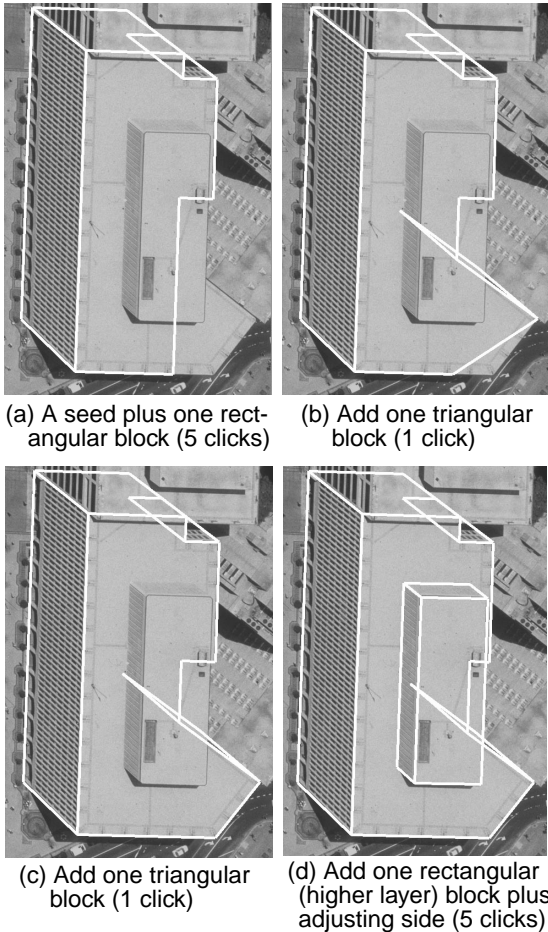 (a) A seed plus one rect-
angular block (5 clicks)
(b) Add one triangular
block (1 click)
(c) Add one triangular
block (1 click)
(d) Add one rectangular
(higher layer) block plus
adjusting side (5 clicks)